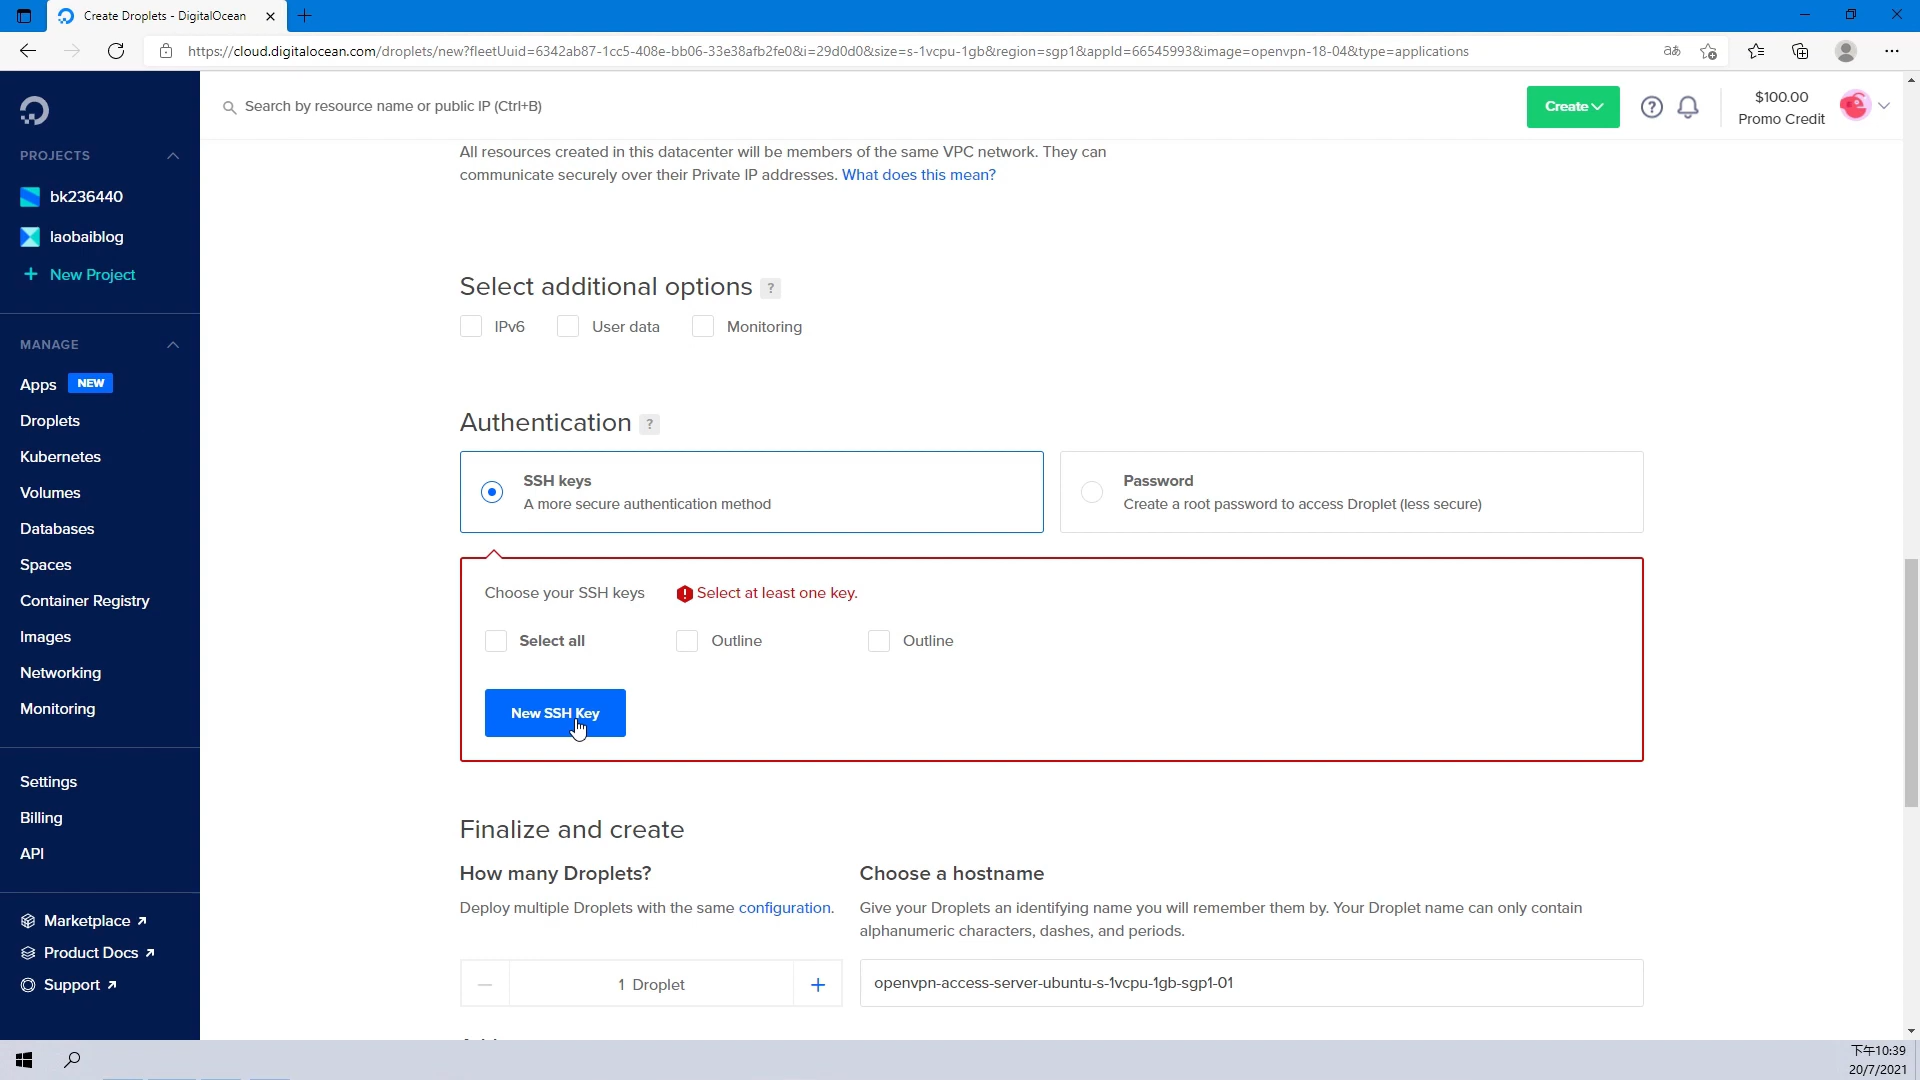 Create Droplets - DigitalOcean
https://cloud.digitalocean.com/droplets/new?fleetUuid=6342ab87-1cc5-408e-bb06-33e38afb2fe0&i=29d0d0&size=s-1vcpu-1gb&region=sgp1&appId=66545993&image=openvpn-18-04&type=applications
Search by resource name or public IP (Ctrl+B)
Create
$100.00
Promo Credit
PROJECTS
bk236440
laobaiblog
New Project
MANAGE
Apps NEW
Droplets
Kubernetes
Volumes
Databases
Spaces
Container Registry
Images
Networking
Monitoring
Settings
Billing
API
Marketplace
Product Docs
Support
All resources created in this datacenter will be members of the same VPC network. They can
communicate securely over their Private IP addresses. What does this mean?
Select additional options ?
IPv6 User data Monitoring
Authentication ?
SSH keys
A more secure authentication method
Password
Create a root password to access Droplet (less secure)
Choose your SSH keys Select at least one key.
Select all Outline Outline
New SSH Key
Finalize and create
How many Droplets?
Deploy multiple Droplets with the same configuration.
1 Droplet
Choose a hostname
Give your Droplets an identifying name you will remember them by. Your Droplet name can only contain
alphanumeric characters, dashes, and periods.
openvpn-access-server-ubuntu-s-1vcpu-1gb-sgp1-01
下午10:39
20/7/2021